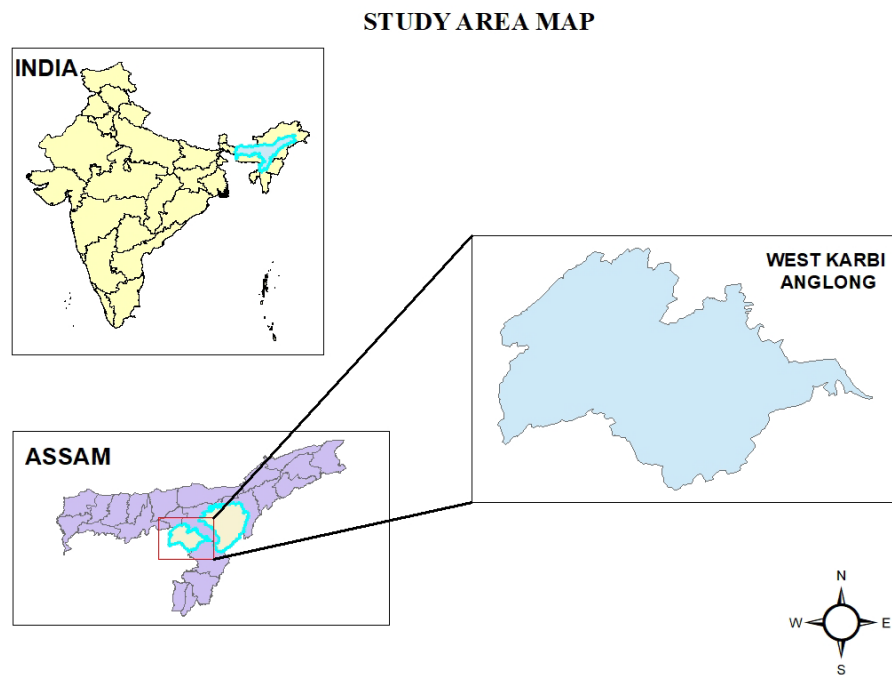 STUDY AREA MAP
INDIA
WEST KARBI
ANGLONG
ASSAM
N
W
E
S